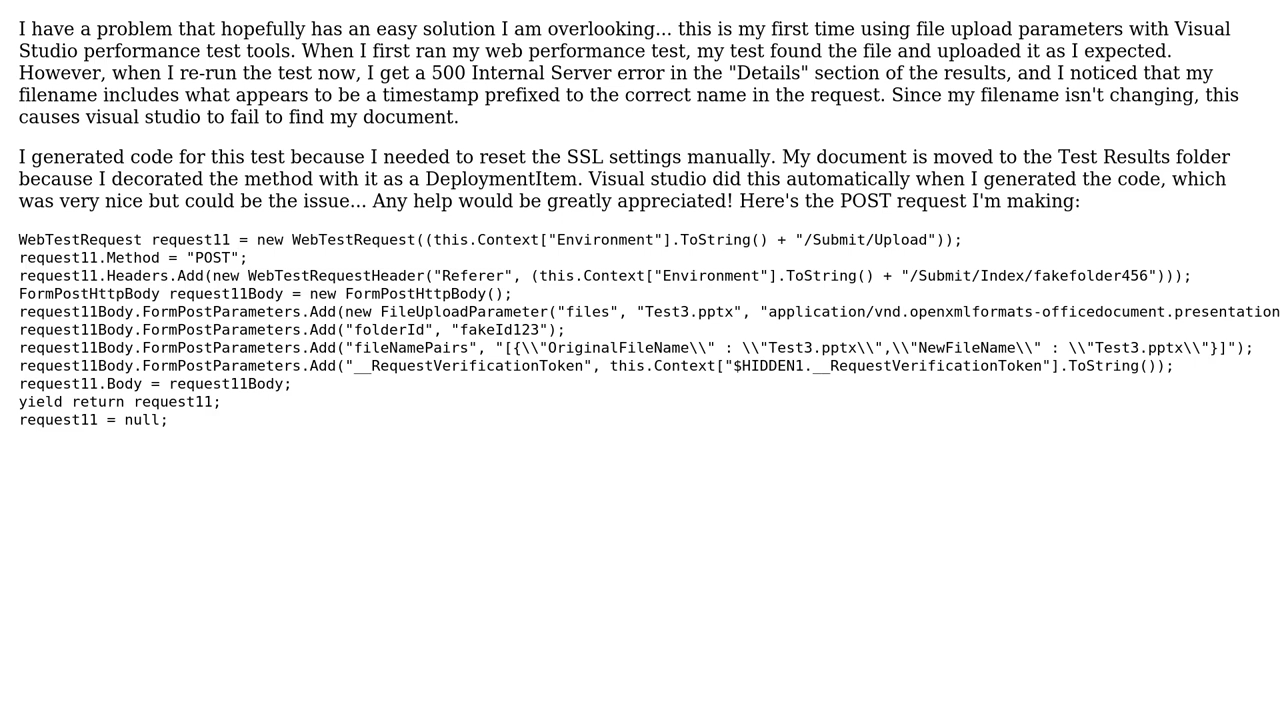 I have a problem that hopefully has an easy solution I am overlooking... this is my first time using file upload parameters with Visual
Studio performance test tools. When I first ran my web performance test, my test found the file and uploaded it as I expected.
However, when I re-run the test now, I get a 500 Internal Server error in the "Details" section of the results, and I noticed that my
filename includes what appears to be a timestamp prefixed to the correct name in the request. Since my filename isn't changing, this
causes visual studio to fail to find my document.
I generated code for this test because I needed to reset the SSL settings manually. My document is moved to the Test Results folder
because I decorated the method with it as a DeploymentItem. Visual studio did this automatically when I generated the code, which
was very nice but could be the issue... Any help would be greatly appreciated! Here's the POST request I'm making:
WebTestRequest request11 = new WebTestRequest((this.Context["Environment"].ToString() + "/Submit/Upload"));
request11.Method = "POST";
request11.Headers.Add(new WebTestRequestHeader("Referer", (this.Context["Environment"].ToString() + "/Submit/Index/fakefolder456")));
FormPostHttpBody request11Body = new FormPostHttpBody();
request11Body.FormPostParameters.Add(new FileUploadParameter("files", "Test3.pptx", "application/vnd.openxmlformats-officedocument.presentation
request11Body.FormPostParameters.Add("folderId", "fakeId123");
request11Body.FormPostParameters.Add("fileNamePairs", "[{\\"OriginalFileName\\" : \\"Test3.pptx\\",\\"NewFileName\\" : \\"Test3.pptx\\"}]");
request11Body.FormPostParameters.Add("__RequestVerificationToken", this.Context["$HIDDEN1.__RequestVerificationToken"].ToString());
request11.Body = request11Body;
yield return request11;
request11 = null;